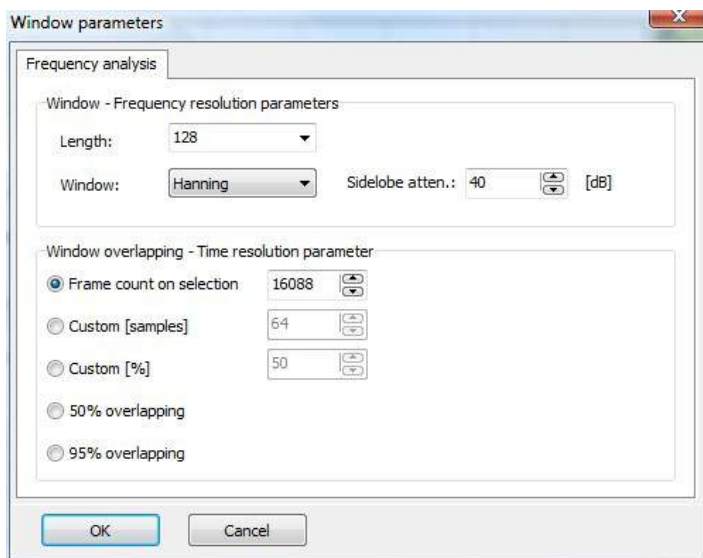 Window parameters
Frequency analysis
Window - Frequency resolution parameters
Length: 128
Window: Hanning Sidelobe atten.: 40 [dB]
Window overlapping - Time resolution parameter
Frame count on selection 16088
Custom [samples] 64
Custom [%] 50
50% overlapping
95% overlapping
OK Cancel